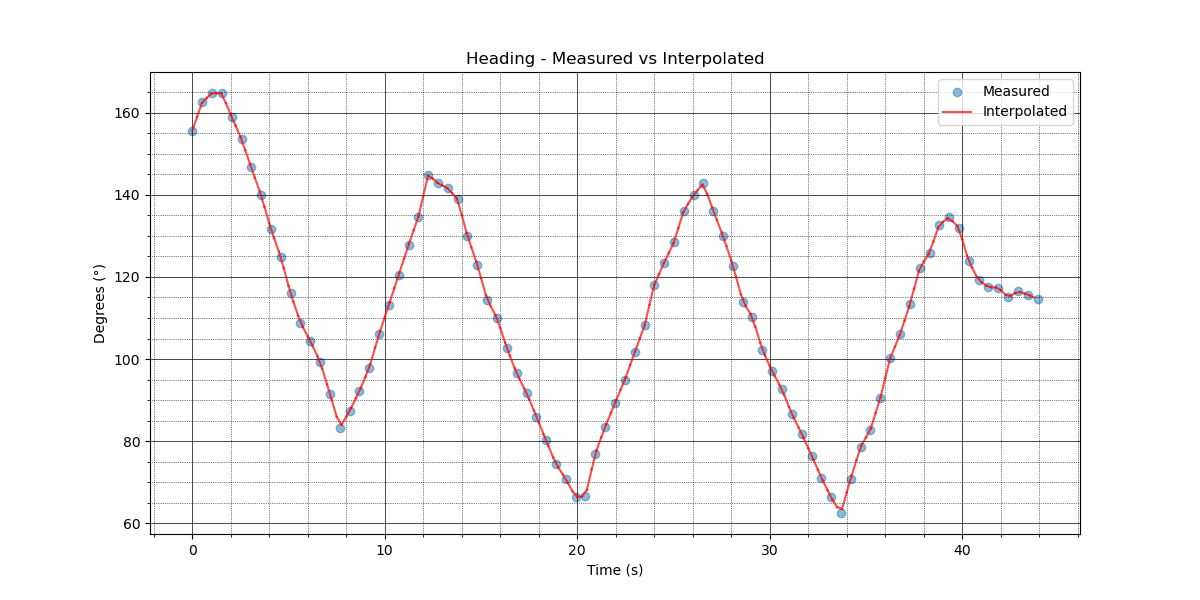 Heading - Measured vs Interpolated
Measured
Interpolated
160
140
120
100
80
60
Degrees (°)
0 10 20 30 40
Time (s)